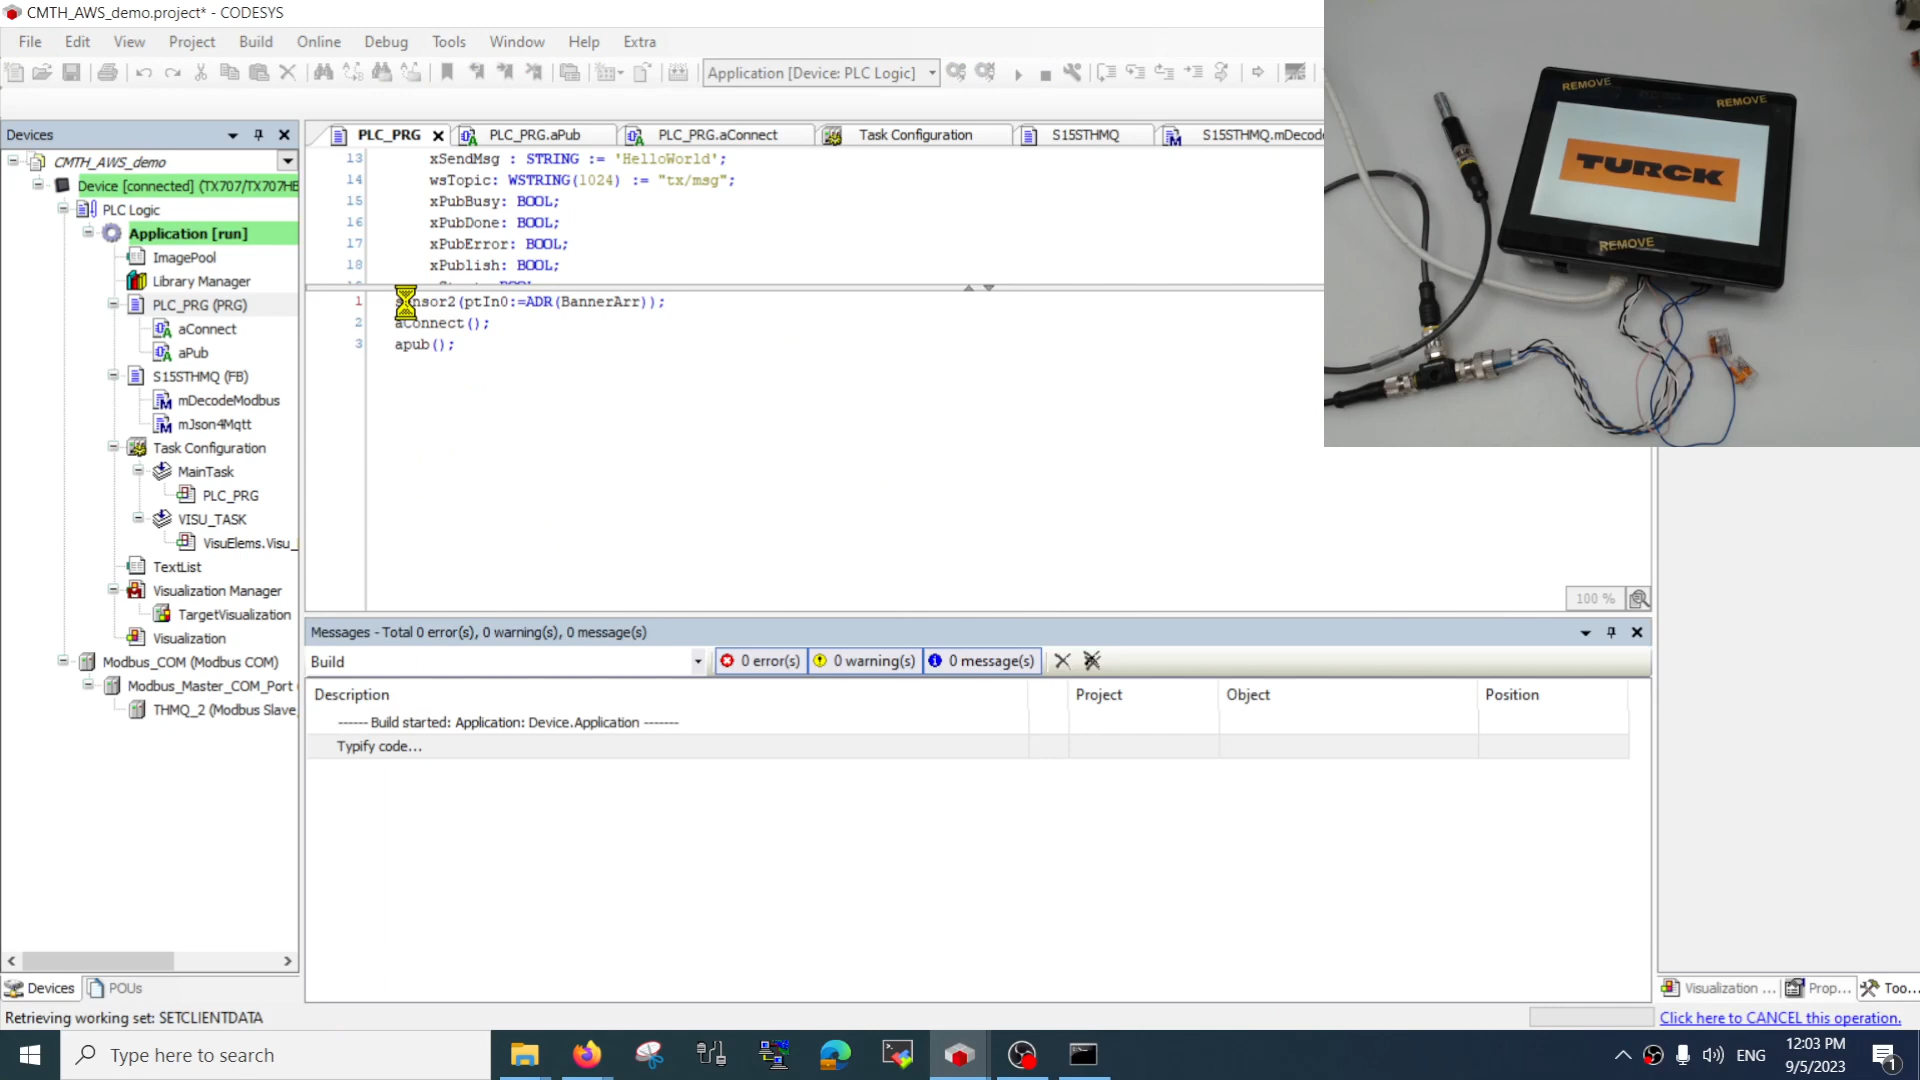 CMTH_AWS_demo.project* - CODESYS
File Edit View Project Build Online Debug Tools Window Help Extra
Application [Device: PLC Logic]
Devices
CMTH_AWS_demo
Device [connected] (TX707/TX707HE
PLC Logic
Application [run]
ImagePool
Library Manager
PLC_PRG (PRG)
aConnect
aPub
S15STHMQ (FB)
mDecodeModbus
mJson4Mqtt
Task Configuration
MainTask
PLC_PRG
VISU_TASK
VisuElems.Visu_
TextList
Visualization Manager
TargetVisualization
Visualization
Modbus_COM (Modbus COM)
Modbus_Master_COM_Port (
THMQ_2 (Modbus Slave,
Devices POUs
PLC_PRG PLC_PRG.aPub PLC_PRG.aConnect Task Configuration S15STHMQ S15STHMQ.mDecod
13 xSendMsg : STRING := 'HelloWorld';
14 wsTopic: WSTRING(1024) := "tx/msg";
15 xPubBusy: BOOL;
16 xPubDone: BOOL;
17 xPubError: BOOL;
18 xPublish: BOOL;
1 sensor2(ptIn0:=ADR(BannerArr));
2 aConnect();
3 apub();
100 %
Messages - Total 0 error(s), 0 warning(s), 0 message(s)
Build 0 error(s) 0 warning(s) 0 message(s)
Description Project Object Position
------ Build started: Application: Device.Application -------
Typify code...
REMOVE
REMOVE
TURCK
REMOVE
Visualization ... Prop... Too...
Retrieving working set: SETCLIENTDATA
Click here to CANCEL this operation.
Type here to search
ENG
12:03 PM
9/5/2023
1